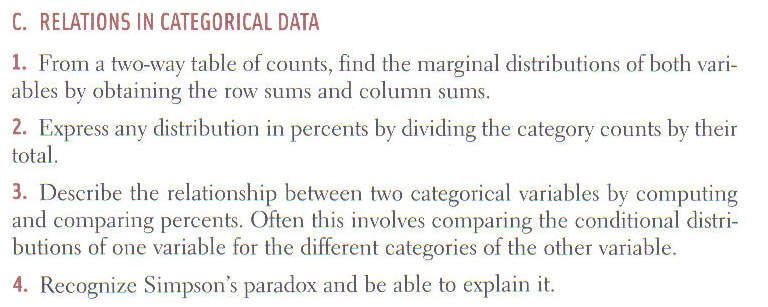 C. RELATIONS IN CATEGORICAL DATA
1. From a two-way table of counts, find the marginal distributions of both vari-
ables by obtaining the row sums and column sums.
2. Express any distribution in percents by dividing the category counts by their
total.
3. Describe the relationship between two categorical variables by computing
and comparing percents. Often this involves comparing the conditional distri-
butions of one variable for the different categories of the other variable.
4. Recognize Simpson's paradox and be able to explain it.